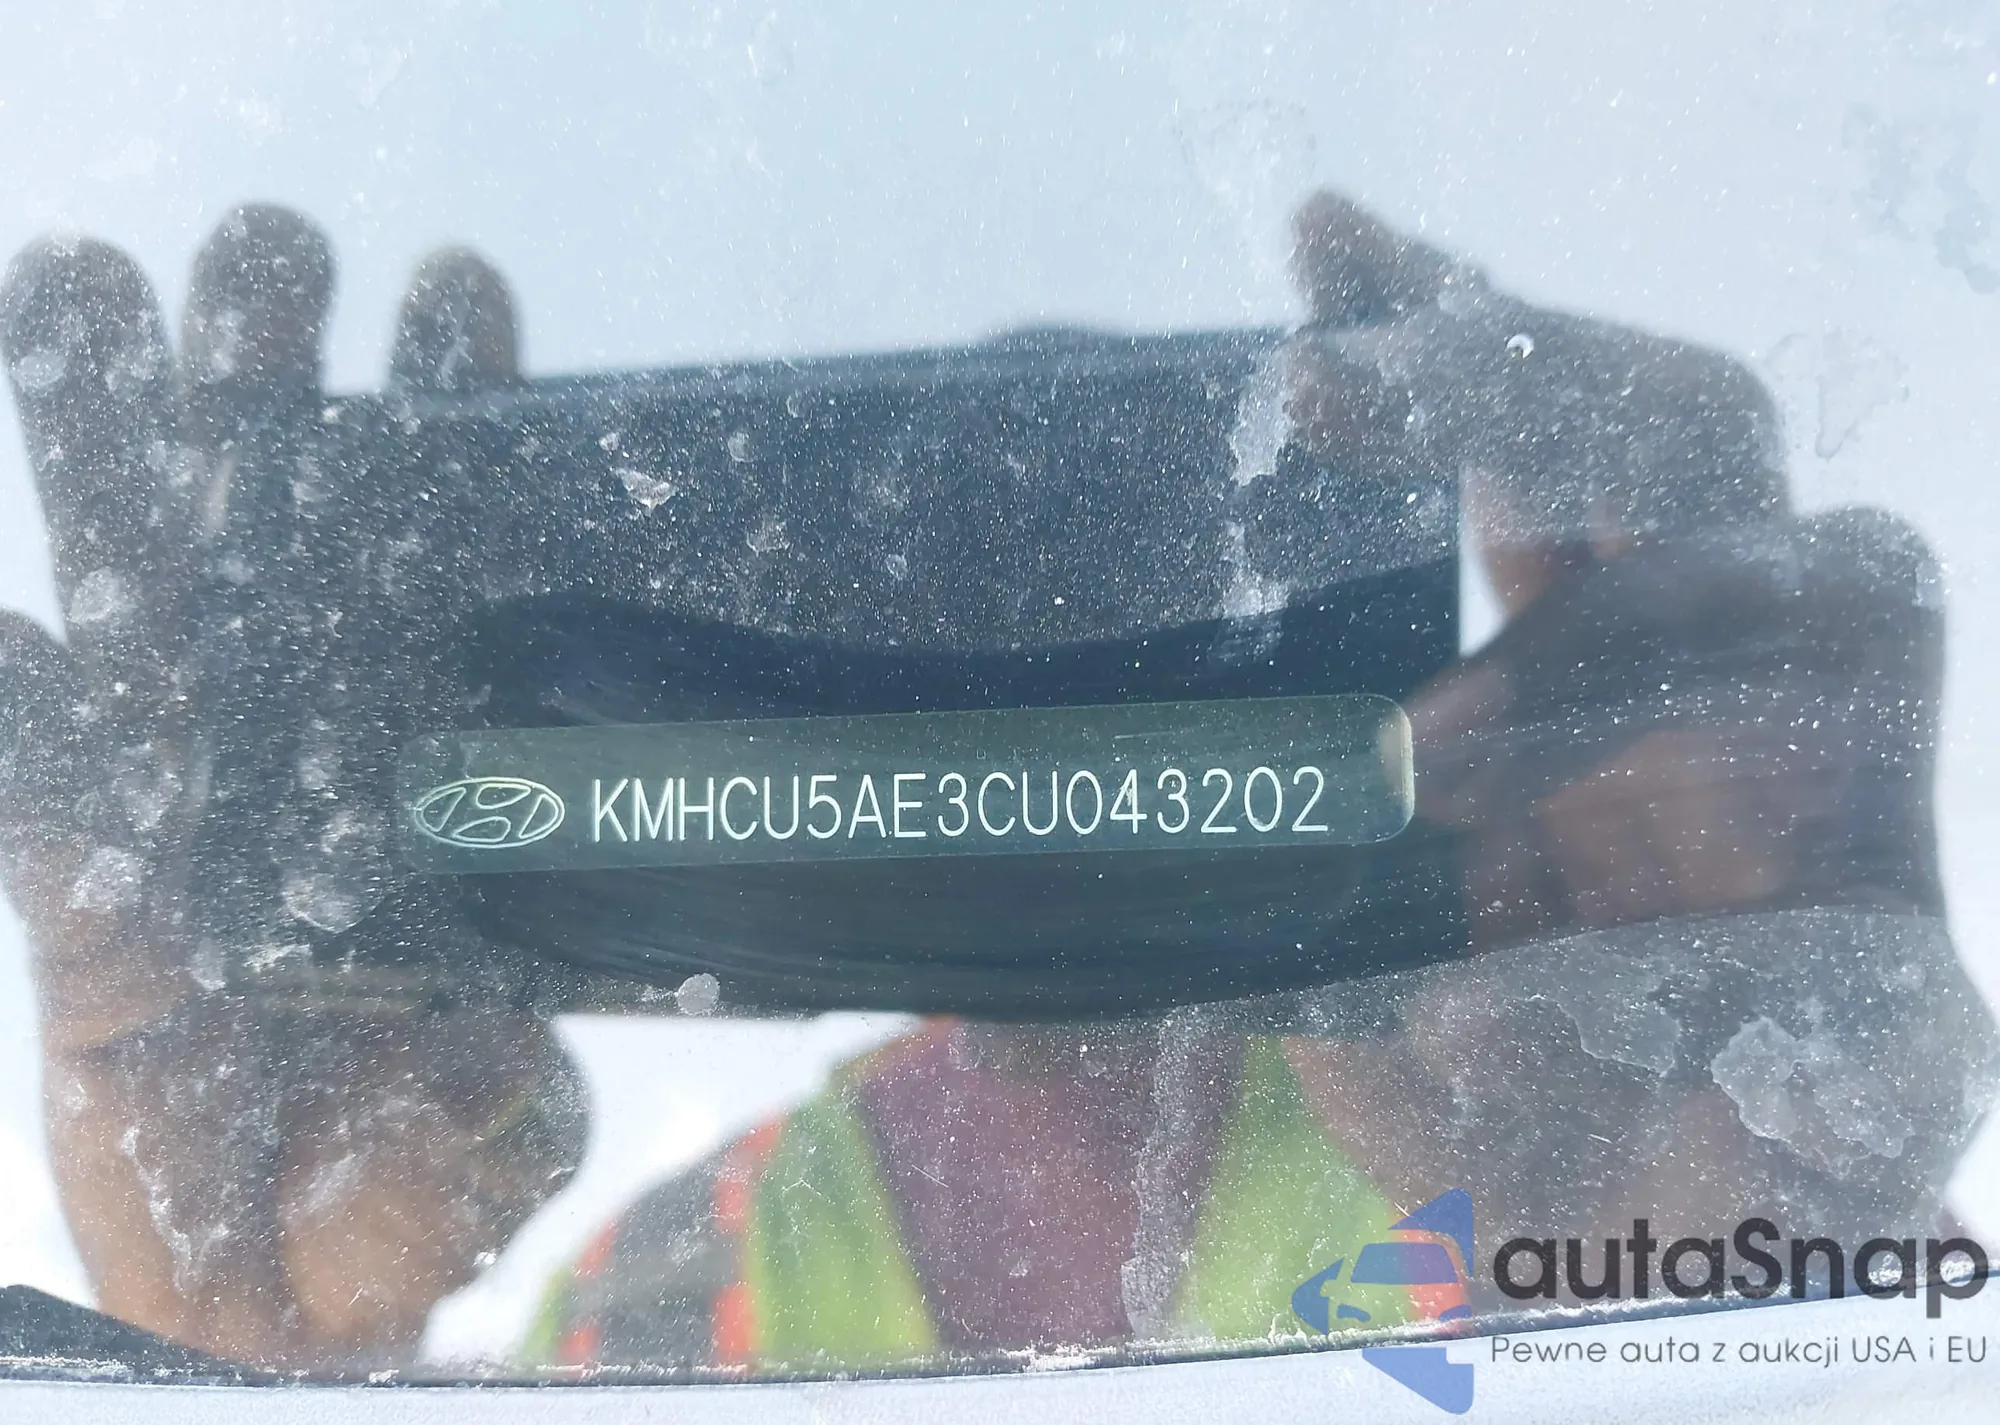 KMHCU5AE3CU043202
autaSnap
Pewne auta z aukcji USA i EU